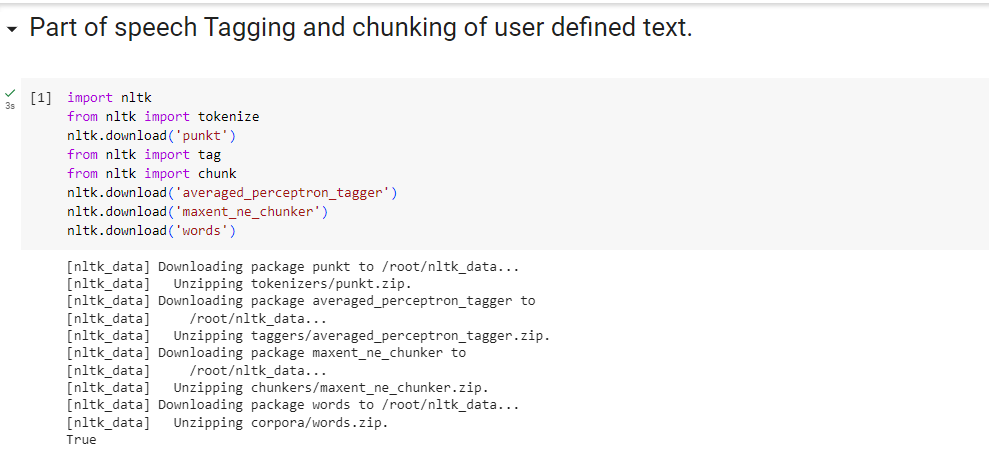 Part of speech Tagging and chunking of user defined text.
[1] import nltk
3s
from nltk import tokenize
nltk.download('punkt')
from nltk import tag
from nltk import chunk
nltk.download('averaged_perceptron_tagger')
nltk.download('maxent_ne_chunker')
nltk.download('words')
[nltk_data] Downloading package punkt to /root/nltk_data...
[nltk_data]   Unzipping tokenizers/punkt.zip.
[nltk_data] Downloading package averaged_perceptron_tagger to
[nltk_data]     /root/nltk_data...
[nltk_data]   Unzipping taggers/averaged_perceptron_tagger.zip.
[nltk_data] Downloading package maxent_ne_chunker to
[nltk_data]     /root/nltk_data...
[nltk_data]   Unzipping chunkers/maxent_ne_chunker.zip.
[nltk_data] Downloading package words to /root/nltk_data...
[nltk_data]   Unzipping corpora/words.zip.
True